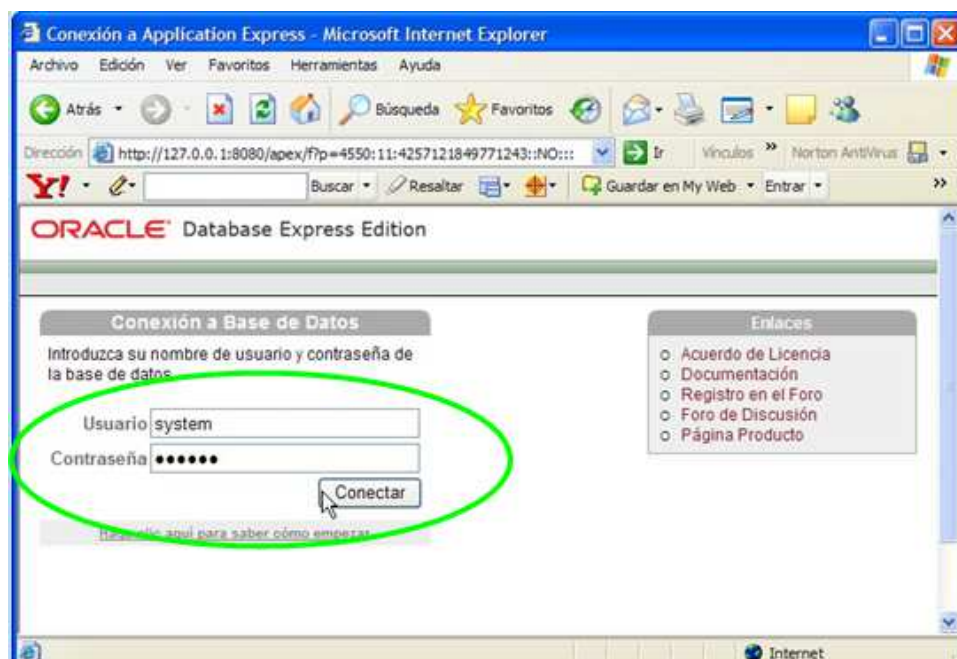 Conexión a Application Express - Microsoft Internet Explorer
Archivo Edición Ver Favoritos Herramientas Ayuda
Atrás Búsqueda Favoritos
Dirección http://127.0.0.1:8080/apex/f?p=4550:11:4257121849771243::NO::: Ir Vínculos » Norton AntiVirus
Y! Buscar Resaltar Guardar en My Web Entrar »
ORACLE Database Express Edition
Conexión a Base de Datos
Introduzca su nombre de usuario y contraseña de
la base de datos.
Usuario system
Contraseña ••••••
Conectar
Haga clic aquí para saber cómo empezar
Enlaces
Acuerdo de Licencia
Documentación
Registro en el Foro
Foro de Discusión
Página Producto
Internet